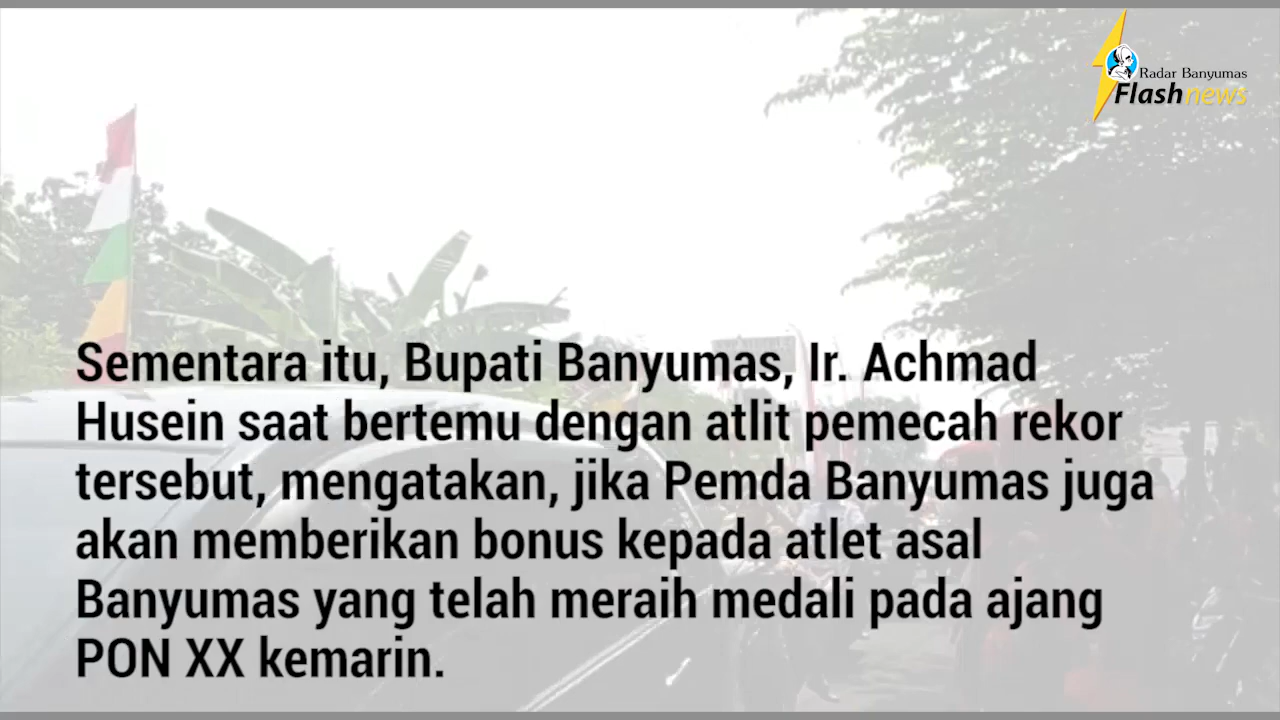 Radar Banyumas
Flash news
Sementara itu, Bupati Banyumas, Ir. Achmad
Husein saat bertemu dengan atlit pemecah rekor
tersebut, mengatakan, jika Pemda Banyumas juga
akan memberikan bonus kepada atlet asal
Banyumas yang telah meraih medali pada ajang
PON XX kemarin.